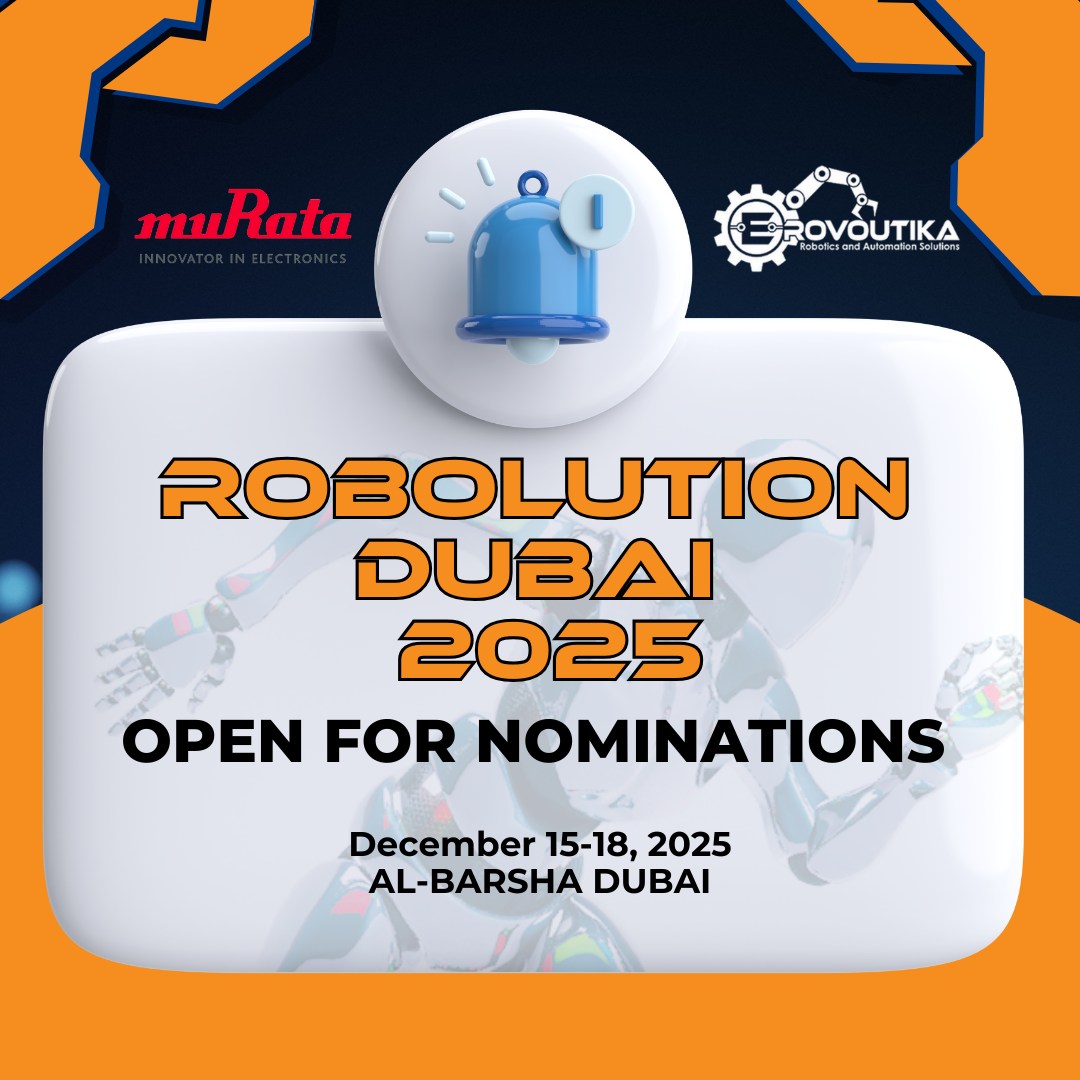 muRata
INNOVATOR IN ELECTRONICS
EROVOUTIKA
Robotics and Automation Solutions
ROBOLUTION
DUBAI
2025
OPEN FOR NOMINATIONS
December 15-18, 2025
AL-BARSHA DUBAI